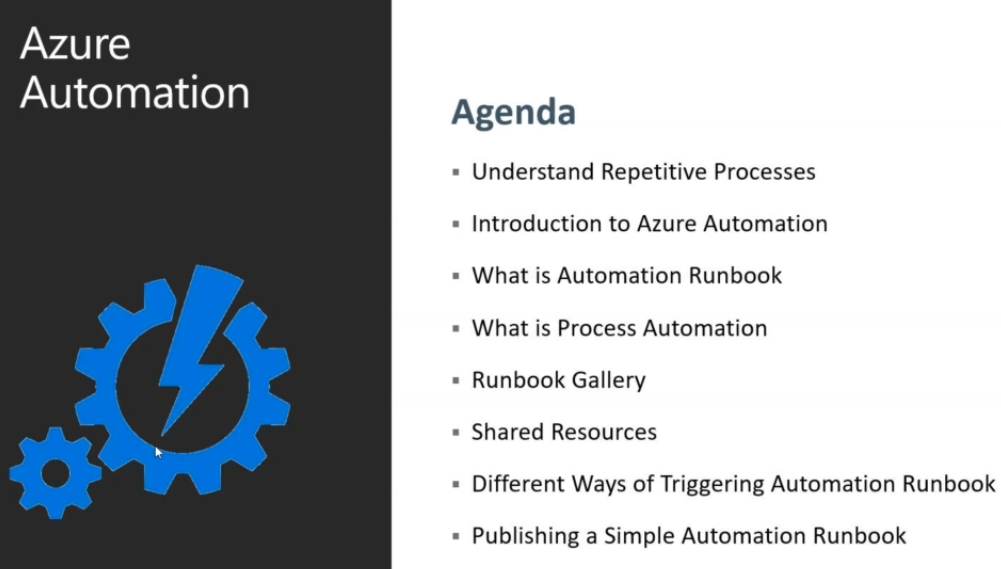 Azure
Automation
Agenda
▪ Understand Repetitive Processes
▪ Introduction to Azure Automation
▪ What is Automation Runbook
▪ What is Process Automation
▪ Runbook Gallery
▪ Shared Resources
▪ Different Ways of Triggering Automation Runbook
▪ Publishing a Simple Automation Runbook